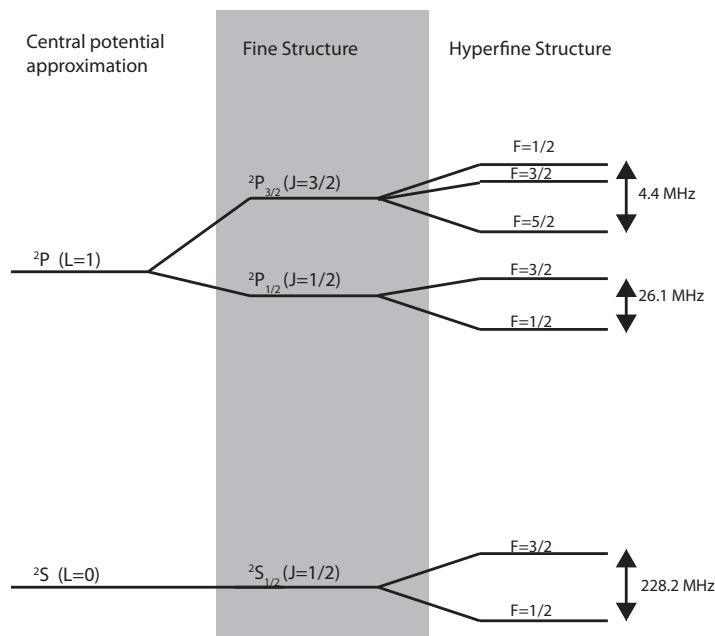 Central potential
approximation
Fine Structure
Hyperfine Structure
²P (L=1)
²P3/2 (J=3/2)
F=1/2
F=3/2
F=5/2
4.4 MHz
²P1/2 (J=1/2)
F=3/2
F=1/2
26.1 MHz
²S (L=0)
²S1/2 (J=1/2)
F=3/2
F=1/2
228.2 MHz